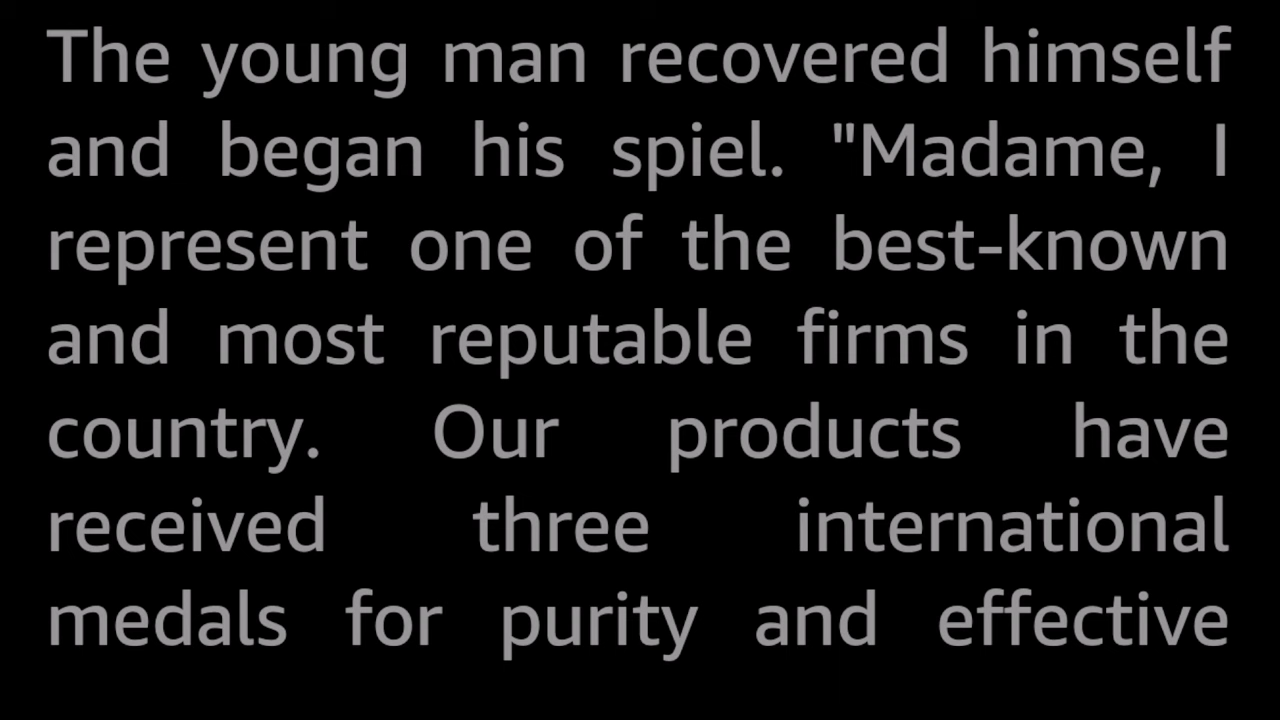 The young man recovered himself
and began his spiel. "Madame, I
represent one of the best-known
and most reputable firms in the
country. Our products have
received three international
medals for purity and effective